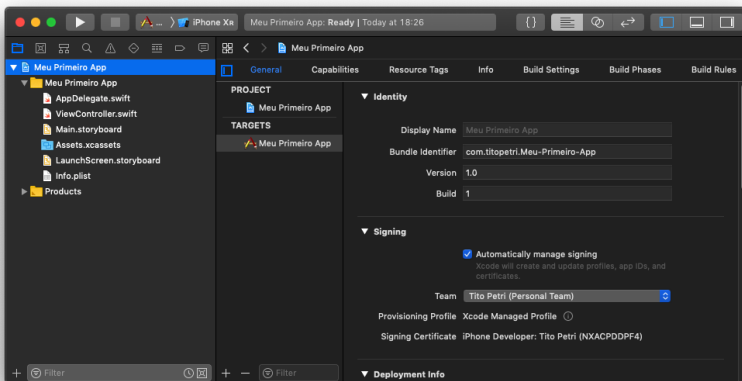 A ... iPhone XR Meu Primeiro App: Ready | Today at 18:26
Meu Primeiro App
Meu Primeiro App
General Capabilities Resource Tags Info Build Settings Build Phases Build Rules
Meu Primeiro App
AppDelegate.swift
ViewController.swift
Main.storyboard
Assets.xcassets
LaunchScreen.storyboard
Info.plist
Products
Filter
PROJECT
Meu Primeiro App
TARGETS
Meu Primeiro App
Filter
Identity
Display Name Meu Primeiro App
Bundle Identifier com.titopetri.Meu-Primeiro-App
Version 1.0
Build 1
Signing
Automatically manage signing
Xcode will create and update profiles, app IDs, and
certificates.
Team Tito Petri (Personal Team)
Provisioning Profile Xcode Managed Profile
Signing Certificate iPhone Developer: Tito Petri (NXACPDDPF4)
Deployment Info